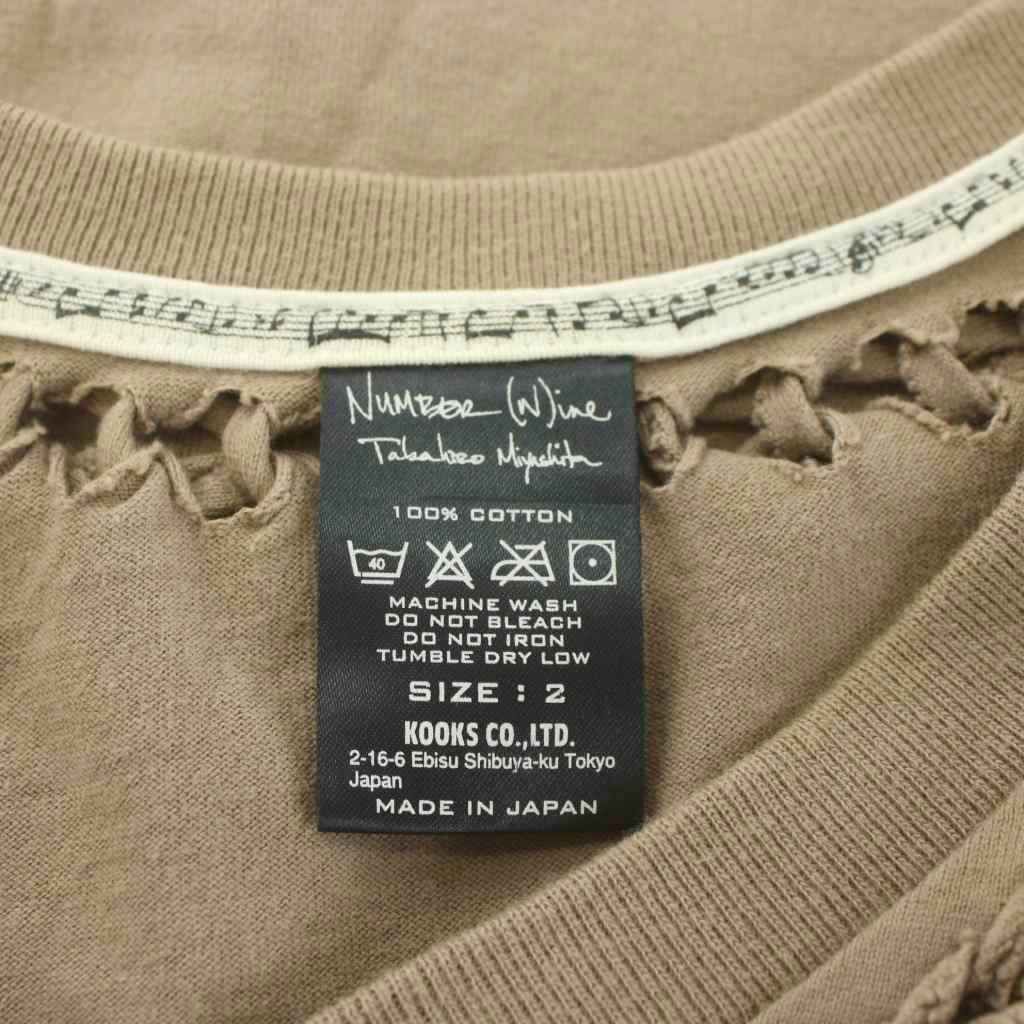 NUMBER (N)ine
Takahiro Miyashita
100% COTTON
40
MACHINE WASH
DO NOT BLEACH
DO NOT IRON
TUMBLE DRY LOW
SIZE : 2
KOOKS CO.,LTD.
2-16-6 Ebisu Shibuya-ku Tokyo
Japan
MADE IN JAPAN